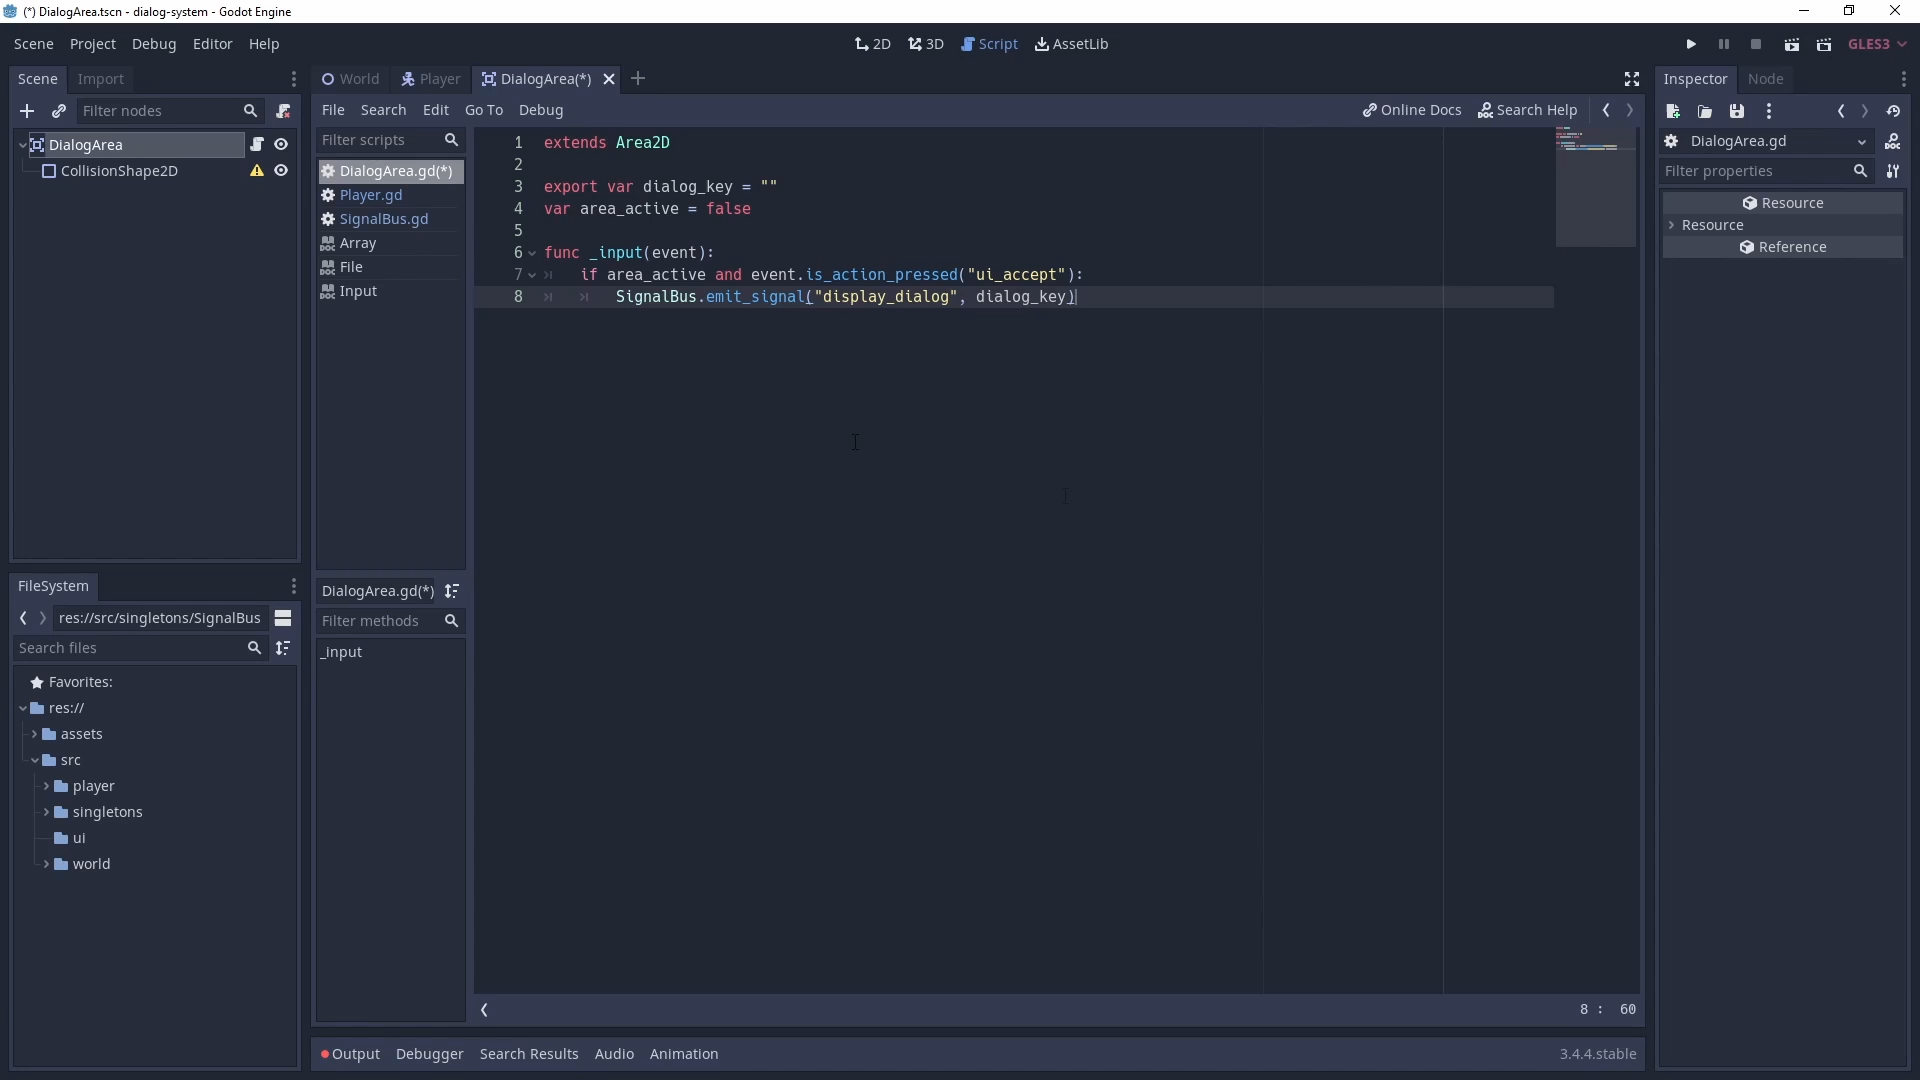 (*) DialogArea.tscn - dialog-system - Godot Engine
Scene Project Debug Editor Help
2D 3D Script AssetLib
GLES3
Scene Import
Filter nodes
DialogArea
CollisionShape2D
FileSystem
res://src/singletons/SignalBus
Search files
Favorites:
res://
assets
src
player
singletons
ui
world
World Player DialogArea(*)
File Search Edit Go To Debug
Online Docs Search Help
Filter scripts
DialogArea.gd(*)
Player.gd
SignalBus.gd
Array
File
Input
DialogArea.gd(*)
Filter methods
_input
1 extends Area2D
2
3 export var dialog_key = ""
4 var area_active = false
5
6 func _input(event):
7 if area_active and event.is_action_pressed("ui_accept"):
8 SignalBus.emit_signal("display_dialog", dialog_key)
8 : 60
Output Debugger Search Results Audio Animation
3.4.4.stable
Inspector Node
DialogArea.gd
Filter properties
Resource
Resource
Reference